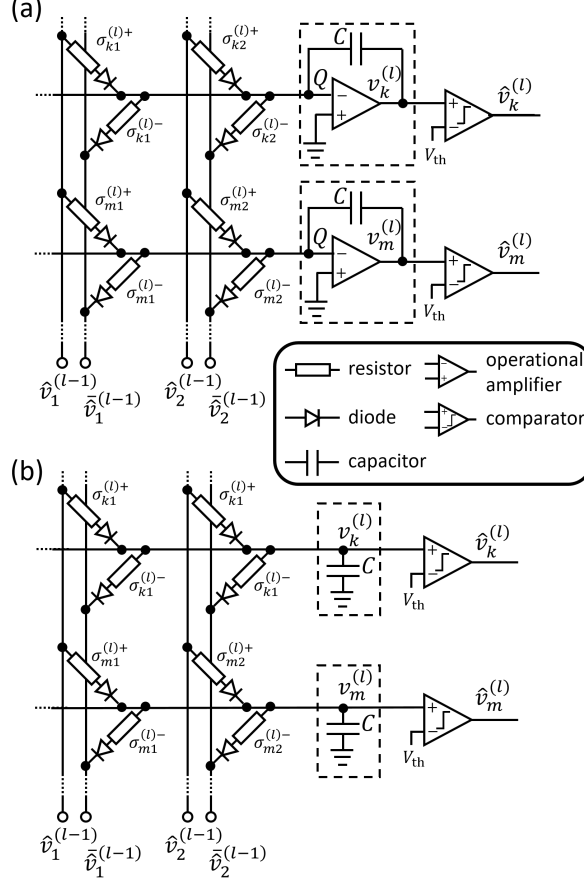 (a)
σ_{k1}^{(l)+} σ_{k2}^{(l)+} C
Q v_k^{(l)} v̂_k^{(l)}
− + + −
σ_{k1}^{(l)−} σ_{k2}^{(l)−} V_th
σ_{m1}^{(l)+} σ_{m2}^{(l)+} C
Q v_m^{(l)} v̂_m^{(l)}
− + + −
σ_{m1}^{(l)−} σ_{m2}^{(l)−} V_th
v̂_1^{(l-1)} v̂_2^{(l-1)}
v̂̄_1^{(l-1)} v̂̄_2^{(l-1)}
resistor − + operational
amplifier
diode + − comparator
capacitor
(b)
σ_{k1}^{(l)+} σ_{k1}^{(l)+} v_k^{(l)} v̂_k^{(l)}
+ −
σ_{k1}^{(l)−} σ_{k1}^{(l)−} C V_th
σ_{m1}^{(l)+} σ_{m2}^{(l)+} v_m^{(l)} v̂_m^{(l)}
+ −
σ_{m1}^{(l)−} σ_{m2}^{(l)−} C V_th
v̂_1^{(l-1)} v̂_2^{(l-1)}
v̂̄_1^{(l-1)} v̂̄_2^{(l-1)}